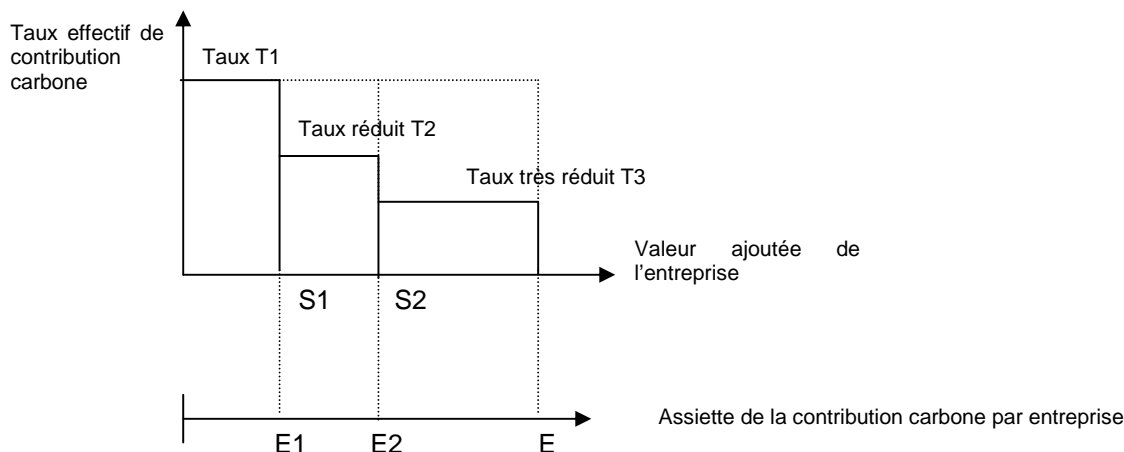 Taux effectif de
contribution
carbone
Taux T1
Taux réduit T2
Taux très réduit T3
Valeur ajoutée de
l'entreprise
S1
S2
Assiette de la contribution carbone par entreprise
E1
E2
E